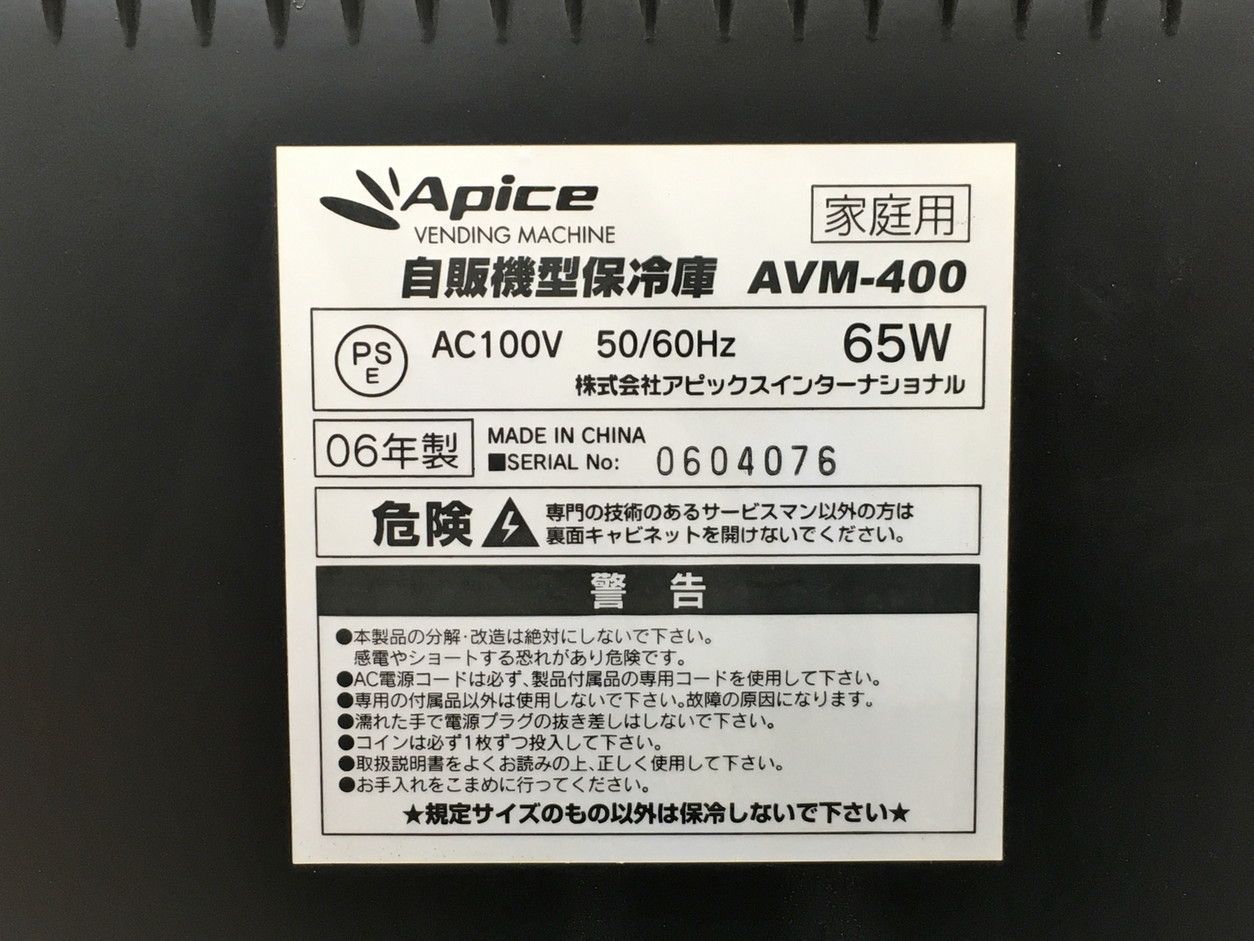 Apice
VENDING MACHINE
家庭用
自販機型保冷庫 AVM-400
PS
E
AC100V 50/60Hz 65W
株式会社アピックスインターナショナル
06年製
MADE IN CHINA
■SERIAL No: 0604076
危険
専門の技術のあるサービスマン以外の方は
裏面キャビネットを開けないでください。
警 告
●本製品の分解・改造は絶対にしないで下さい。
感電やショートする恐れがあり危険です。
●AC電源コードは必ず、製品付属品の専用コードを使用して下さい。
●専用の付属品以外は使用しないで下さい。故障の原因になります。
●濡れた手で電源プラグの抜き差しはしないで下さい。
●コインは必ず1枚ずつ投入して下さい。
●取扱説明書をよくお読みの上、正しく使用して下さい。
●お手入れをこまめに行ってください。
★規定サイズのもの以外は保冷しないで下さい★